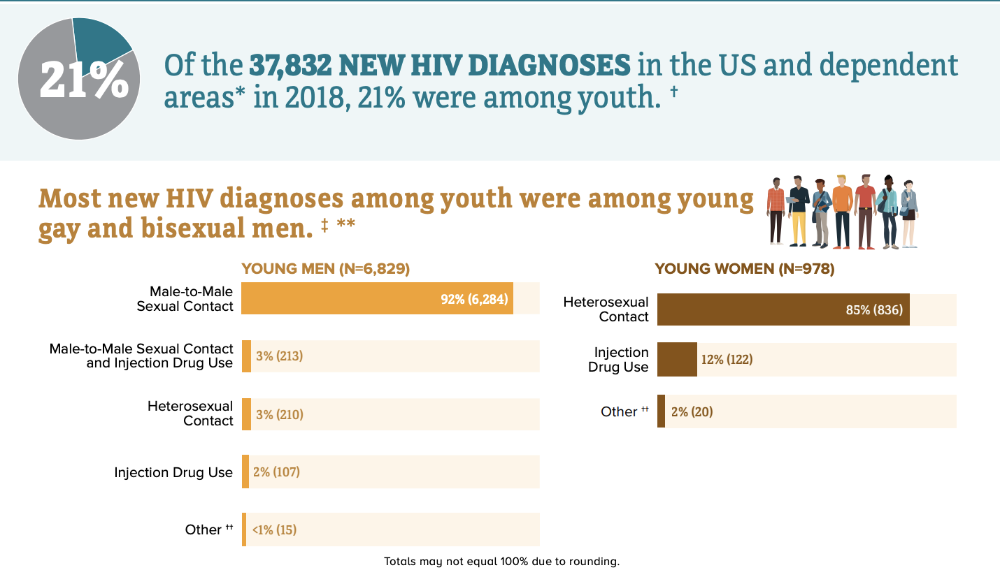 21%
Of the 37,832 NEW HIV DIAGNOSES in the US and dependent
areas* in 2018, 21% were among youth. †
Most new HIV diagnoses among youth were among young
gay and bisexual men. ‡ **
YOUNG MEN (N=6,829)
Male-to-Male
Sexual Contact
92% (6,284)
Male-to-Male Sexual Contact
and Injection Drug Use
3% (213)
Heterosexual
Contact
3% (210)
Injection Drug Use
2% (107)
Other ††
<1% (15)
YOUNG WOMEN (N=978)
Heterosexual
Contact
85% (836)
Injection
Drug Use
12% (122)
Other ††
2% (20)
Totals may not equal 100% due to rounding.